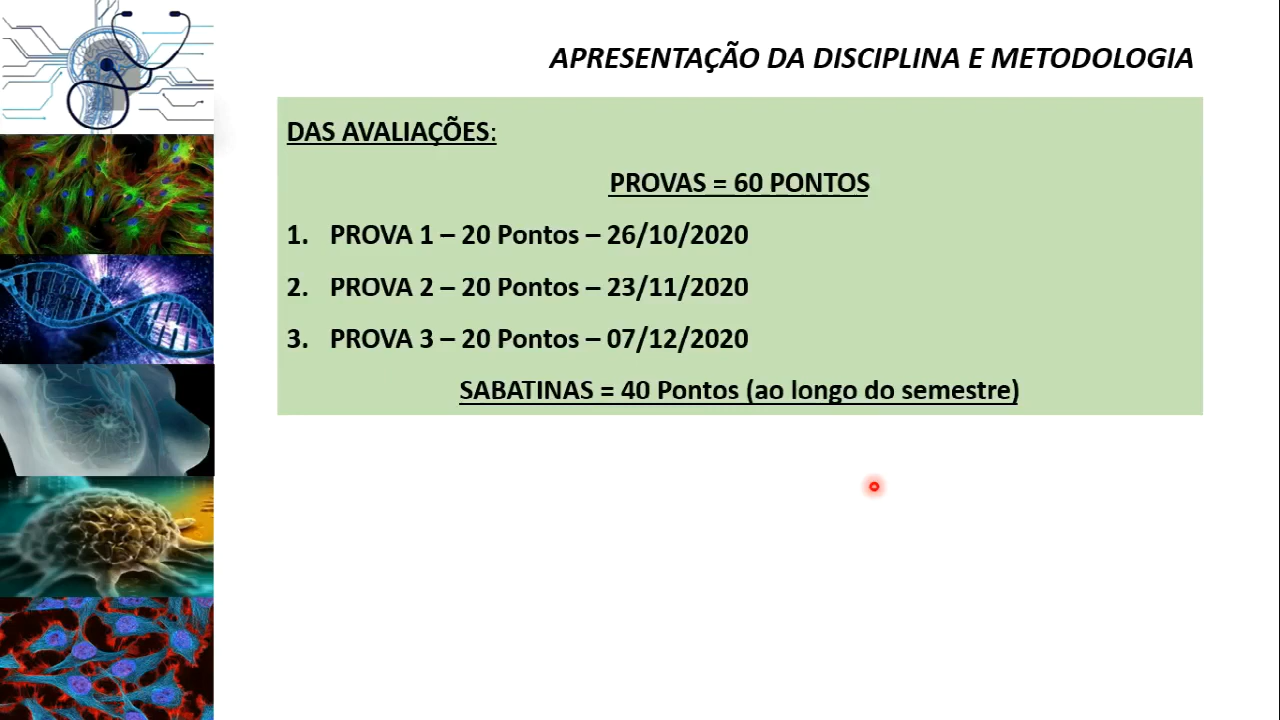 APRESENTAÇÃO DA DISCIPLINA E METODOLOGIA
DAS AVALIAÇÕES:
PROVAS = 60 PONTOS
1. PROVA 1 – 20 Pontos – 26/10/2020
2. PROVA 2 – 20 Pontos – 23/11/2020
3. PROVA 3 – 20 Pontos – 07/12/2020
SABATINAS = 40 Pontos (ao longo do semestre)